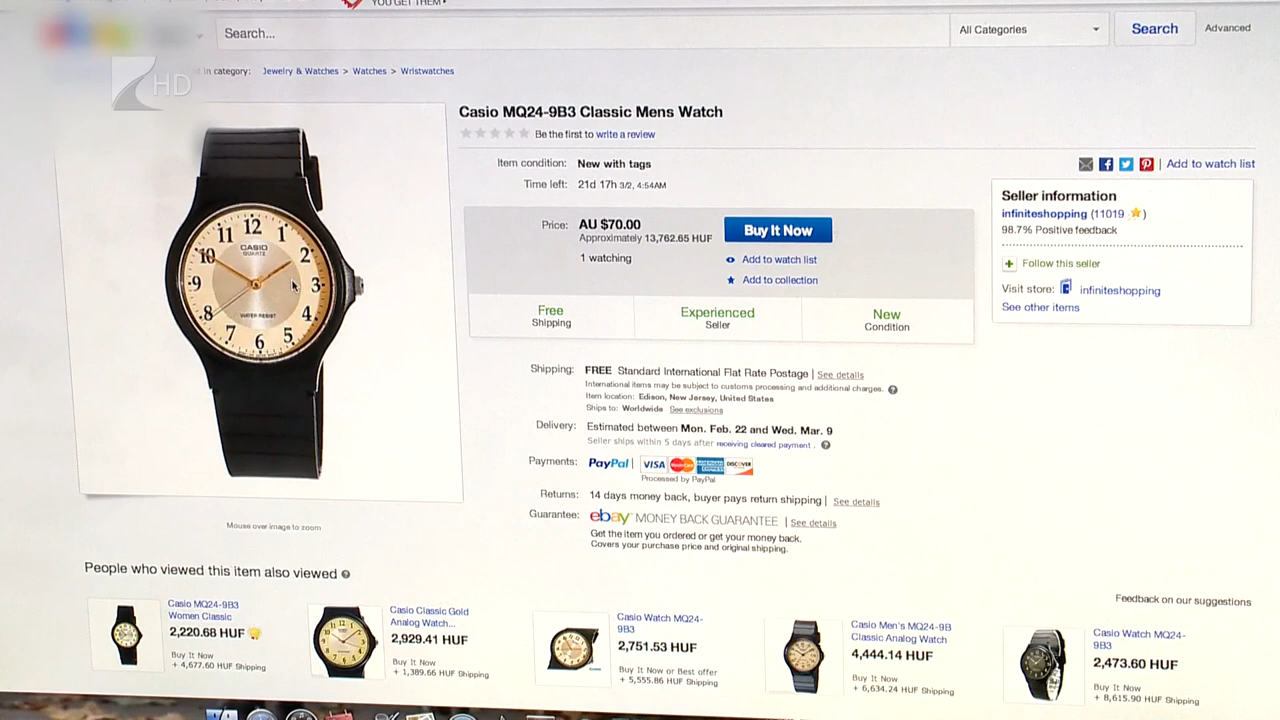 YOU GET THEM
Search...
All Categories
Search
Advanced
HD
in category: Jewelry & Watches > Watches > Wristwatches
Casio MQ24-9B3 Classic Mens Watch
Be the first to write a review
Item condition: New with tags
Time left: 21d 17h 3/2, 4:54AM
Add to watch list
Price: AU $70.00
Approximately 13,762.65 HUF
Buy It Now
1 watching
Add to watch list
Add to collection
Free
Shipping
Experienced
Seller
New
Condition
Seller information
infiniteshopping (11019)
98.7% Positive feedback
Follow this seller
Visit store: infiniteshopping
See other items
11 12 1
10 2
9 3
8 4
7 6 5
CASIO
QUARTZ
WATER RESIST
Shipping: FREE Standard International Flat Rate Postage | See details
International items may be subject to customs processing and additional charges.
Item location: Edison, New Jersey, United States
Ships to: Worldwide See exclusions
Delivery: Estimated between Mon. Feb. 22 and Wed. Mar. 9
Seller ships within 5 days after receiving cleared payment.
Payments: PayPal | VISA MasterCard AMERICAN EXPRESS DISCOVER
Processed by PayPal
Returns: 14 days money back, buyer pays return shipping | See details
Guarantee: ebay MONEY BACK GUARANTEE | See details
Get the item you ordered or get your money back.
Covers your purchase price and original shipping.
Mouse over image to zoom
People who viewed this item also viewed
Feedback on our suggestions
Casio MQ24-9B3
Women Classic
2,220.68 HUF
Buy It Now
+ 4,677.60 HUF Shipping
Casio Classic Gold
Analog Watch...
2,929.41 HUF
Buy It Now
+ 1,389.66 HUF Shipping
Casio Watch MQ24-
9B3
2,751.53 HUF
Buy It Now or Best offer
+ 5,555.86 HUF Shipping
Casio Men's MQ24-9B
Classic Analog Watch
4,444.14 HUF
Buy It Now
+ 6,634.24 HUF Shipping
Casio Watch MQ24-
9B3
2,473.60 HUF
Buy It Now
+ 8,615.90 HUF Shipping